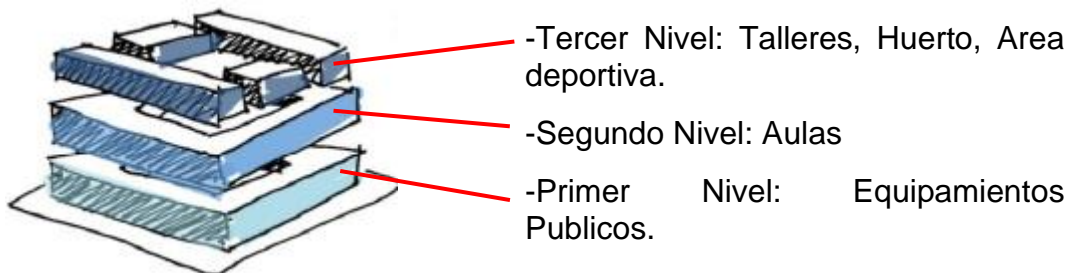 -Tercer Nivel: Talleres, Huerto, Area
deportiva.
-Segundo Nivel: Aulas
-Primer Nivel: Equipamientos
Publicos.